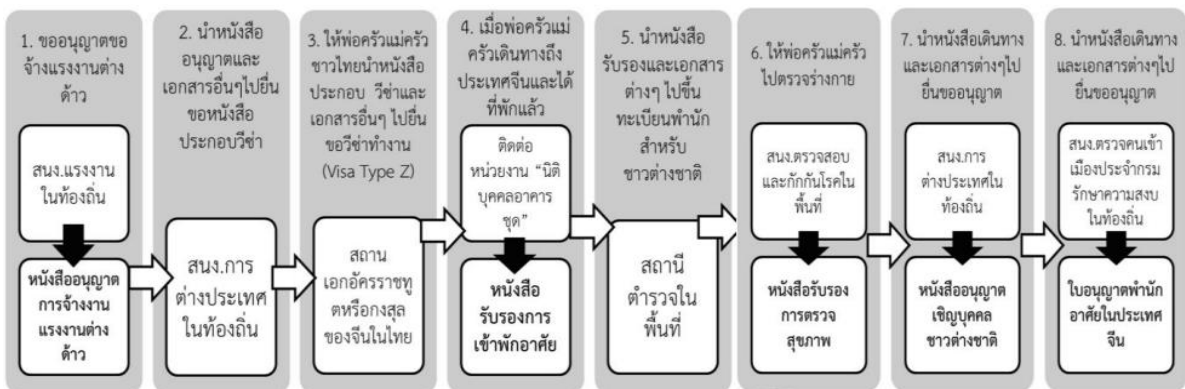 1. ขออนุญาตขอ
จ้างแรงงานต่าง
ด้าว
สนง.แรงงาน
ในท้องถิ่น
หนังสืออนุญาต
การจ้างงาน
แรงงานต่าง
ด้าว
2. นำหนังสือ
อนุญาตและ
เอกสารอื่นๆไปยื่น
ขอหนังสือ
ประกอบวีซ่า
สนง.การ
ต่างประเทศ
ในท้องถิ่น
3. ให้พ่อครัวแม่ครัว
ชาวไทยนำหนังสือ
ประกอบ วีซ่าและ
เอกสารอื่นๆ ไปยื่น
ขอวีซ่าทำงาน
(Visa Type Z)
สถาน
เอกอัครราชทู
ตหรือกงสุล
ของจีนในไทย
4. เมื่อพ่อครัวแม่
ครัวเดินทางถึง
ประเทศจีนและได้
ที่พักแล้ว
ติดต่อ
หน่วยงาน “นิติ
บุคคลอาคาร
ชุด”
หนังสือ
รับรองการ
เข้าพักอาศัย
5. นำหนังสือ
รับรองและเอกสาร
ต่างๆ ไปขึ้น
ทะเบียนพำนัก
สำหรับ
ชาวต่างชาติ
สถานี
ตำรวจใน
พื้นที่
6. ให้พ่อครัวแม่ครัว
ไปตรวจร่างกาย
สนง.ตรวจสอบ
และกักกันโรคใน
พื้นที่
หนังสือรับรอง
การตรวจ
สุขภาพ
7. นำหนังสือเดินทาง
และเอกสารต่างๆไป
ยื่นขออนุญาต
สนง.การ
ต่างประเทศใน
ท้องถิ่น
หนังสืออนุญาต
เชิญบุคคล
ชาวต่างชาติ
8. นำหนังสือเดินทาง
และเอกสารต่างๆไป
ยื่นขออนุญาต
สนง.ตรวจคนเข้า
เมืองประจำกรม
รักษาความสงบ
ในท้องถิ่น
ใบอนุญาตพำนัก
อาศัยในประเทศ
จีน